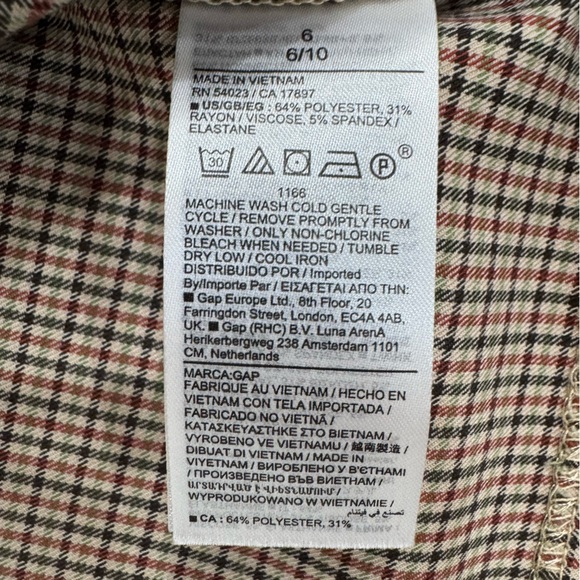 6
6/10
MADE IN VIETNAM
RN 54023 / CA 17897
■ US/GB/EG : 64% POLYESTER, 31%
RAYON / VISCOSE, 5% SPANDEX /
ELASTANE
30 P ®
1166
MACHINE WASH COLD GENTLE
CYCLE / REMOVE PROMPTLY FROM
WASHER / ONLY NON-CHLORINE
BLEACH WHEN NEEDED / TUMBLE
DRY LOW / COOL IRON
DISTRIBUIDO POR / Imported
By/Importe Par / ΕΙΣΑΓΕΤΑΙ ΑΠΟ ΤΗΝ:
■ Gap Europe Ltd., 8th Floor, 20
Farringdon Street, London, EC4A 4AB,
UK. ■ Gap (RHC) B.V. Luna ArenA
Herikerbergweg 238 Amsterdam 1101
CM, Netherlands
MARCA:GAP
FABRIQUE AU VIETNAM / HECHO EN
VIETNAM CON TELA IMPORTADA /
FABRICADO NO VIETNÃ /
ΚΑΤΑΣΚΕΥΑΣΤΗΚΕ ΣΤΟ ΒΙΕΤΝΑΜ /
VYROBENO VE VIETNAMU / 越南製造 /
DIBUAT DI VIETNAM / MADE IN
VIYETNAM / ВИРОБЛЕНО У В'ЄТНАМІ
/ ПРОИЗВЕДЕНО ВЪВ ВИЕТНАМ /
WYPRODUKOWANO W WIETNAMIE /
تصنع في فيتنام
■ CA : 64% POLYESTER, 31%